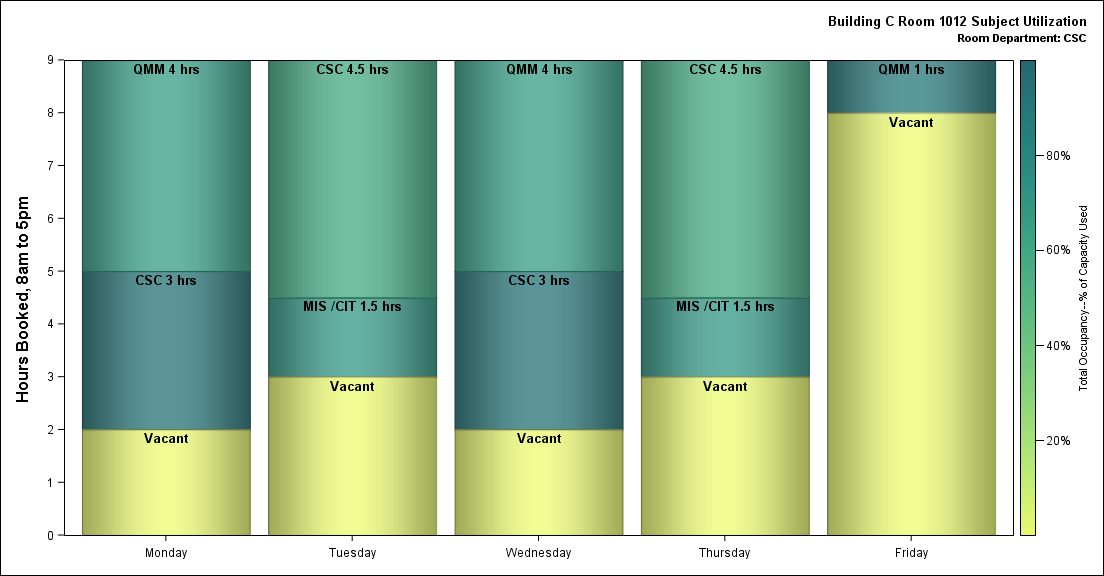 Building C Room 1012 Subject Utilization
Room Department: CSC
Hours Booked, 8am to 5pm
9
8
7
6
5
4
3
2
1
0
QMM 4 hrs
CSC 3 hrs
Vacant
CSC 4.5 hrs
MIS /CIT 1.5 hrs
Vacant
QMM 4 hrs
CSC 3 hrs
Vacant
CSC 4.5 hrs
MIS /CIT 1.5 hrs
Vacant
QMM 1 hrs
Vacant
Monday
Tuesday
Wednesday
Thursday
Friday
80%
60%
40%
20%
Total Occupancy--% of Capacity Used